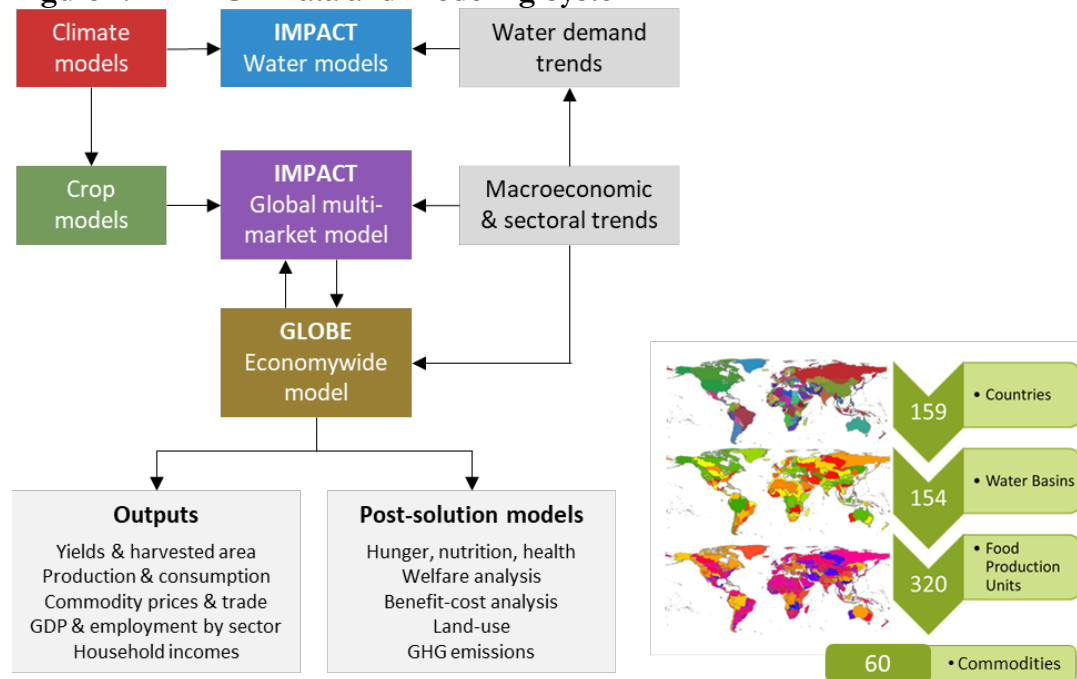 Climate
models
IMPACT
Water models
Water demand
trends
Crop
models
IMPACT
Global multi-
market model
Macroeconomic
& sectoral trends
GLOBE
Economywide
model
Outputs
Yields & harvested area
Production & consumption
Commodity prices & trade
GDP & employment by sector
Household incomes
Post-solution models
Hunger, nutrition, health
Welfare analysis
Benefit-cost analysis
Land-use
GHG emissions
159
• Countries
154
• Water Basins
320
• Food
Production
Units
60
• Commodities